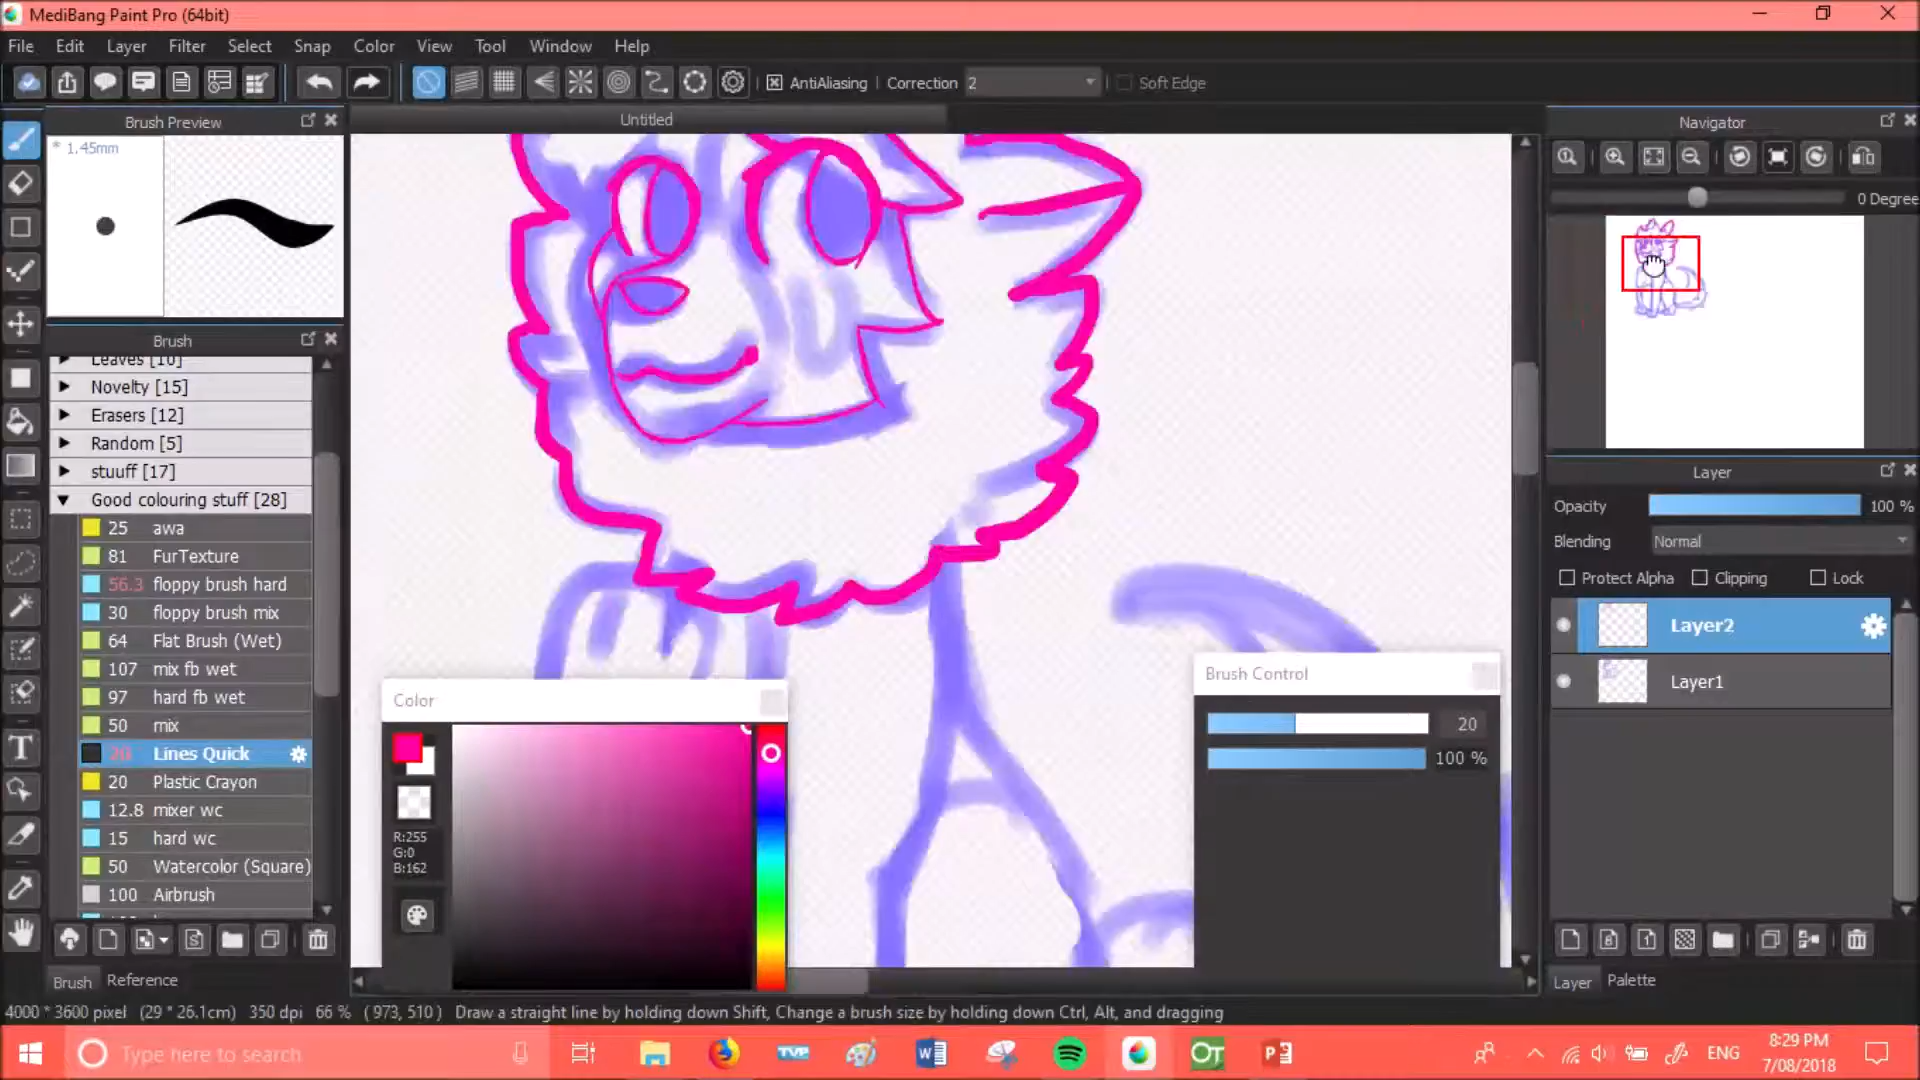 MediBang Paint Pro (64bit)
File Edit Layer Filter Select Snap Color View Tool Window Help
AntiAliasing Correction 2 Soft Edge
Brush Preview
Untitled
Navigator
* 1.45mm
0 Degree
Brush
Leaves [10]
Novelty [15]
Erasers [12]
Random [5]
stuuff [17]
Good colouring stuff [28]
25 awa
81 FurTexture
56.3 floppy brush hard
30 floppy brush mix
64 Flat Brush (Wet)
107 mix fb wet
97 hard fb wet
50 mix
20 Lines Quick
20 Plastic Crayon
12.8 mixer wc
15 hard wc
50 Watercolor (Square)
100 Airbrush
Brush Reference
Color
R:255
G:0
B:162
Brush Control
20
100 %
Layer
Opacity 100 %
Blending Normal
Protect Alpha Clipping Lock
Layer2
Layer1
Layer Palette
4000 * 3600 pixel (29 * 26.1cm) 350 dpi 66 % ( 973, 510 ) Draw a straight line by holding down Shift, Change a brush size by holding down Ctrl, Alt, and dragging
Type here to search
ENG
8:29 PM
7/08/2018